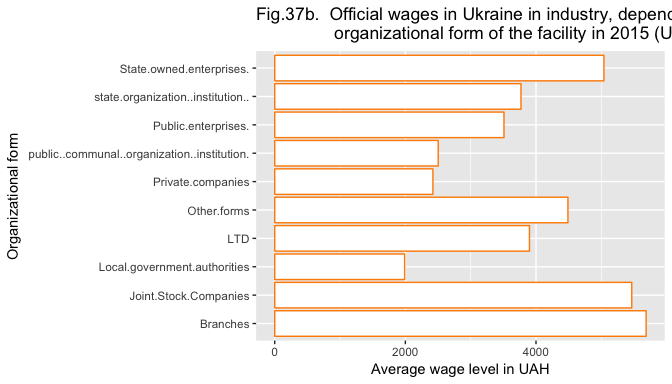 Fig.37b.  Official wages in Ukraine in industry, depend
organizational form of the facility in 2015 (U
State.owned.enterprises.
state.organization..institution..
Public.enterprises.
public..communal..organization..institution.
Private.companies
Other.forms
LTD
Local.government.authorities
Joint.Stock.Companies
Branches
Organizational form
0 2000 4000
Average wage level in UAH